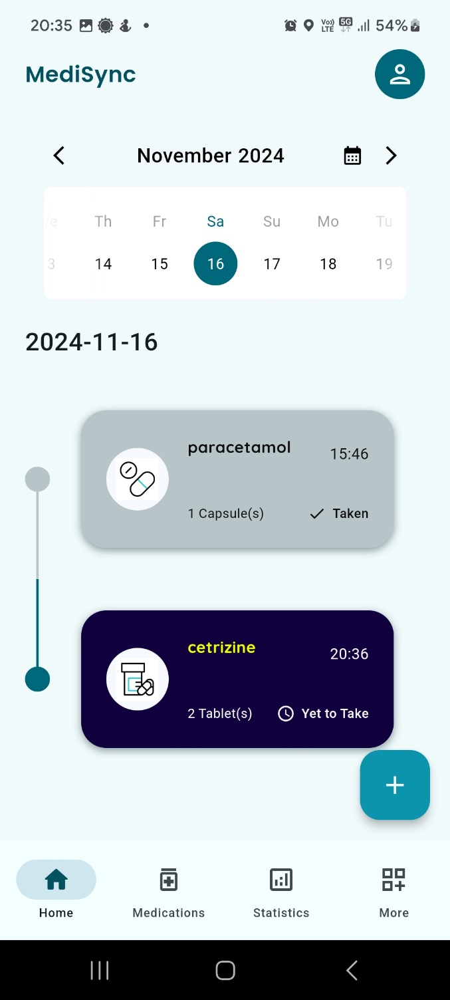 20:35 Vo)) LTE 5G 54%
MediSync
November 2024
e Th Fr Sa Su Mo Tu
3 14 15 16 17 18 19
2024-11-16
paracetamol 15:46
1 Capsule(s) Taken
cetrizine 20:36
2 Tablet(s) Yet to Take
+
Home Medications Statistics More